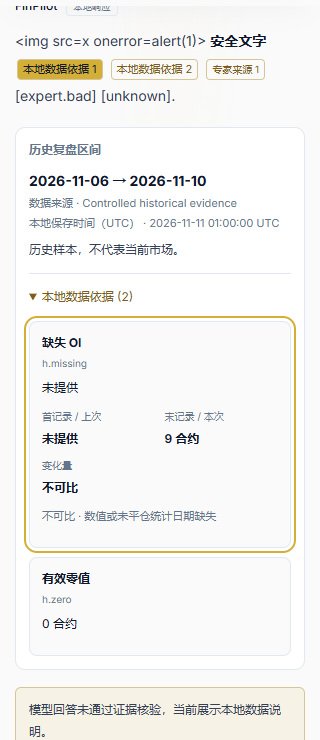 FinPilot 本地响应
<img src=x onerror=alert(1)> 安全文字
本地数据依据 1 本地数据依据 2 专家来源 1
[expert.bad] [unknown].
历史复盘区间
2026-11-06 → 2026-11-10
数据来源 · Controlled historical evidence
本地保存时间（UTC） · 2026-11-11 01:00:00 UTC
历史样本，不代表当前市场。
▼ 本地数据依据 (2)
缺失 OI
h.missing
未提供
首记录 / 上次 末记录 / 本次
未提供 9 合约
变化量
不可比
不可比 · 数值或未平仓统计日期缺失
有效零值
h.zero
0 合约
模型回答未通过证据核验，当前展示本地数据说
明。